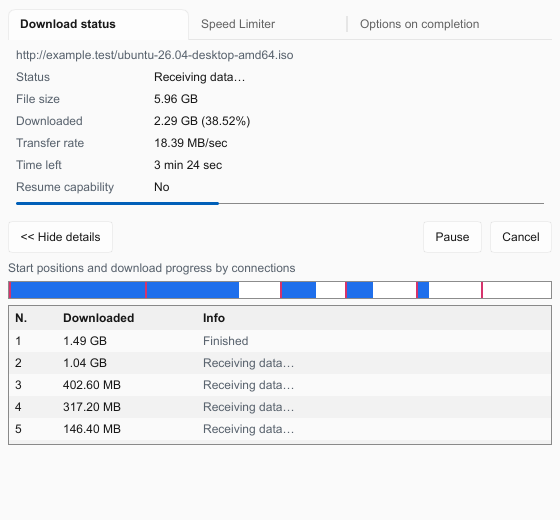 Download status Speed Limiter Options on completion
http://example.test/ubuntu-26.04-desktop-amd64.iso
Status Receiving data…
File size 5.96 GB
Downloaded 2.29 GB (38.52%)
Transfer rate 18.39 MB/sec
Time left 3 min 24 sec
Resume capability No
<< Hide details Pause Cancel
Start positions and download progress by connections
N. Downloaded Info
1 1.49 GB Finished
2 1.04 GB Receiving data…
3 402.60 MB Receiving data…
4 317.20 MB Receiving data…
5 146.40 MB Receiving data…